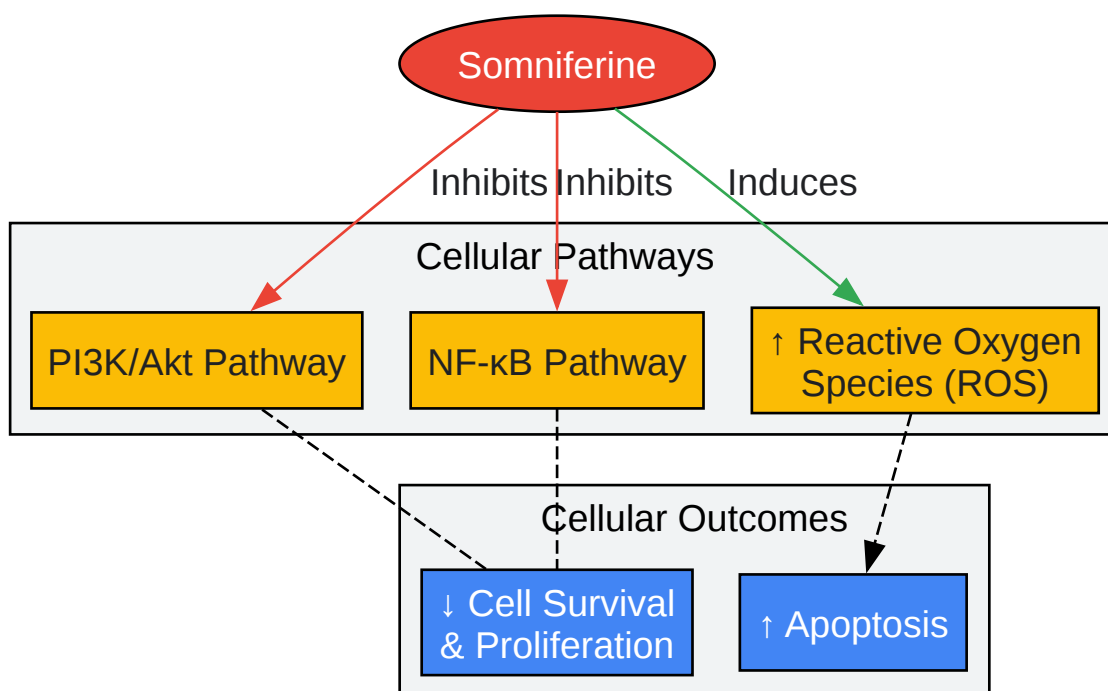 Somniferine
Inhibits Inhibits Induces
Cellular Pathways
PI3K/Akt Pathway
NF-κB Pathway
↑ Reactive Oxygen
Species (ROS)
Cellular Outcomes
↓ Cell Survival
& Proliferation
↑ Apoptosis